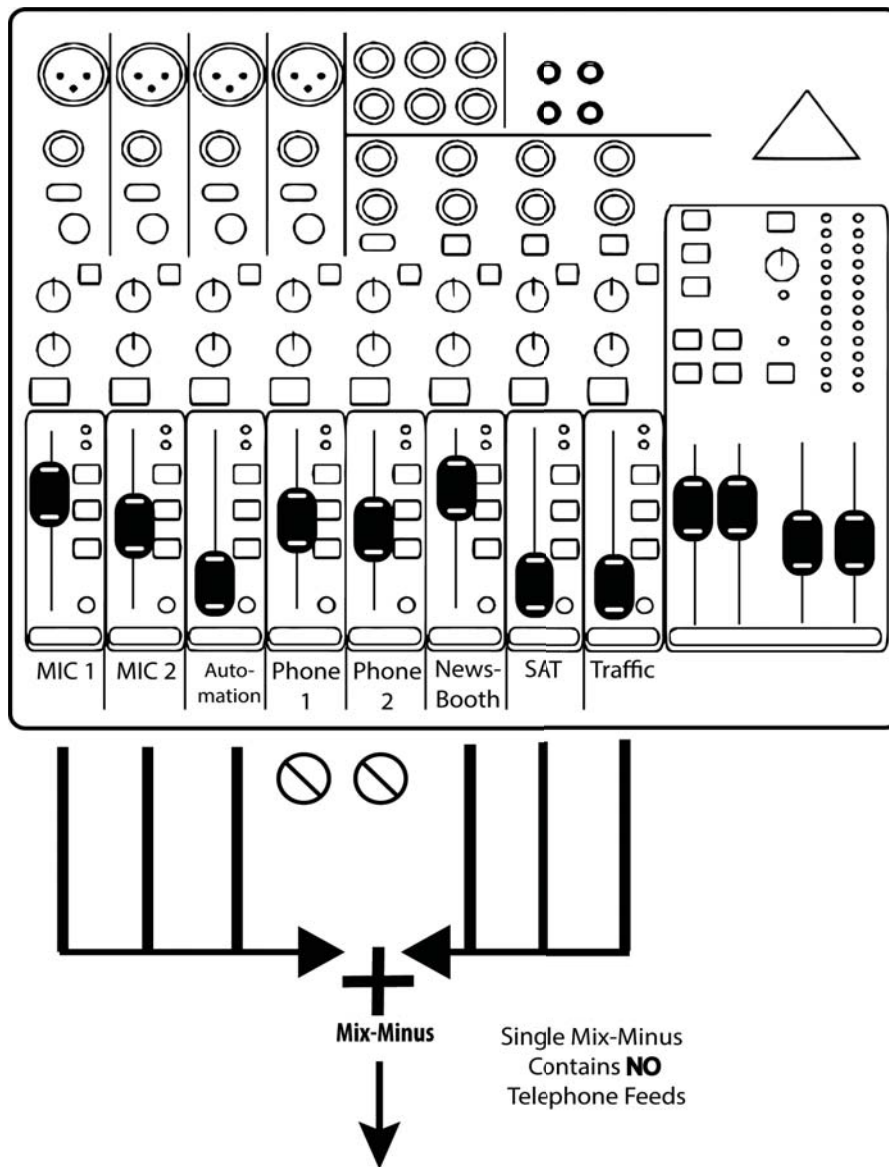 MIC 1
MIC 2
Auto-
mation
Phone
1
Phone
2
News-
Booth
SAT
Traffic
Mix-Minus
Single Mix-Minus
Contains NO
Telephone Feeds